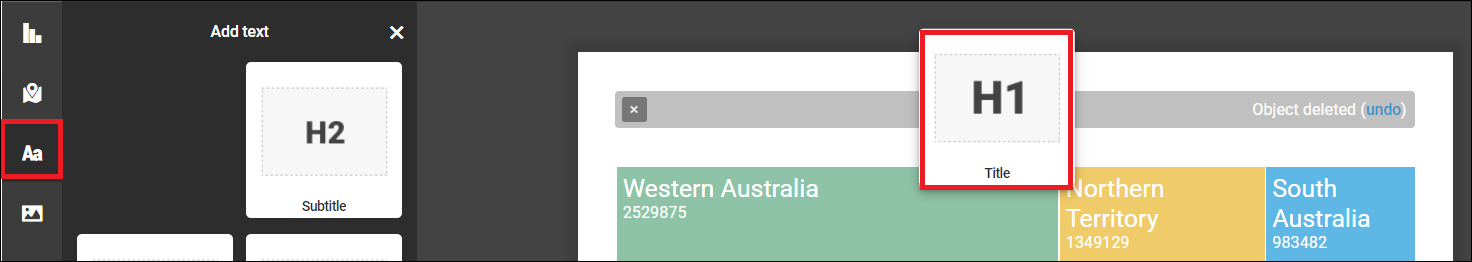 Add text
Aa
H2
Subtitle
H1
Title
Object deleted (undo)
Western Australia
2529875
Northern
Territory
1349129
South
Australia
983482